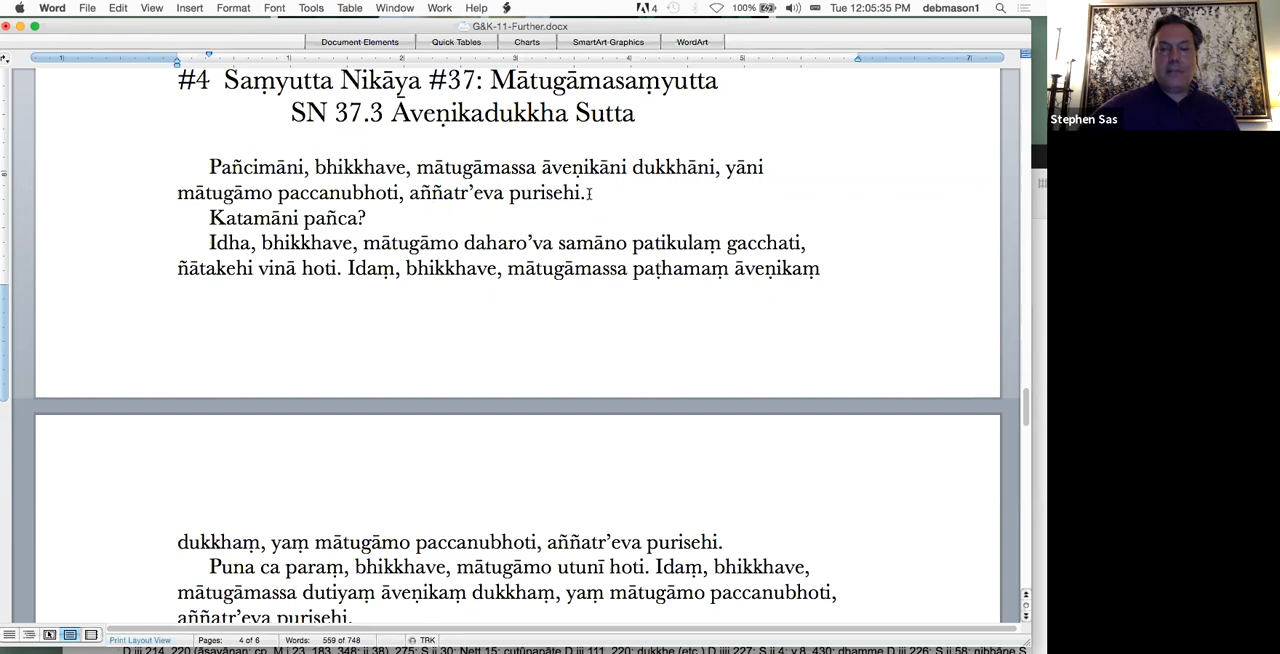 Word File Edit View Insert Format Font Tools Table Window Work Help 4 100% Tue 12:05:35 PM debmason1
G&K-11-Further.docx
Document Elements Quick Tables Charts SmartArt Graphics WordArt
#4 Saṃyutta Nikāya #37: Mātugāmasaṃyutta
SN 37.3 Āveṇikadukkha Sutta
Pañcimāni, bhikkhave, mātugāmassa āveṇikāni dukkhāni, yāni
mātugāmo paccanubhoti, aññatr’eva purisehi.
Katamāni pañca?
Idha, bhikkhave, mātugāmo daharo’va samāno patikulaṃ gacchati,
ñātakehi vinā hoti. Idaṃ, bhikkhave, mātugāmassa paṭhamaṃ āveṇikaṃ
dukkhaṃ, yaṃ mātugāmo paccanubhoti, aññatr’eva purisehi.
Puna ca paraṃ, bhikkhave, mātugāmo utunī hoti. Idaṃ, bhikkhave,
mātugāmassa dutiyaṃ āveṇikaṃ dukkhaṃ, yaṃ mātugāmo paccanubhoti,
aññatr’eva purisehi.
Print Layout View Pages: 4 of 6 Words: 559 of 748 TRK
Stephen Sas